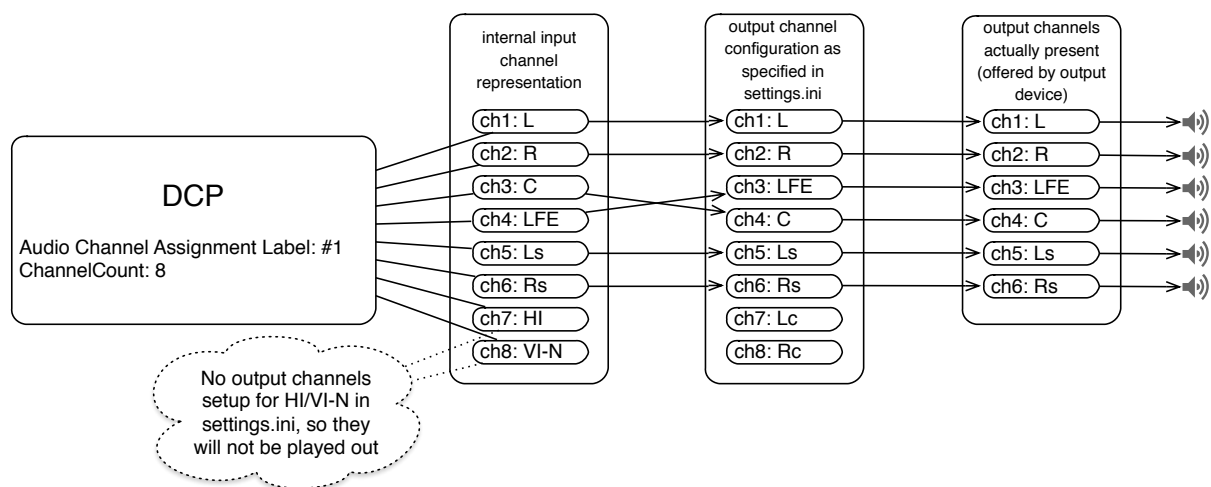 internal input
channel
representation
ch1: L
ch2: R
ch3: C
ch4: LFE
ch5: Ls
ch6: Rs
ch7: HI
ch8: VI-N
output channel
configuration as
specified in
settings.ini
ch1: L
ch2: R
ch3: LFE
ch4: C
ch5: Ls
ch6: Rs
ch7: Lc
ch8: Rc
output channels
actually present
(offered by output
device)
ch1: L
ch2: R
ch3: LFE
ch4: C
ch5: Ls
ch6: Rs
DCP
Audio Channel Assignment Label: #1
ChannelCount: 8
No output channels
setup for HI/VI-N in
settings.ini, so they
will not be played out